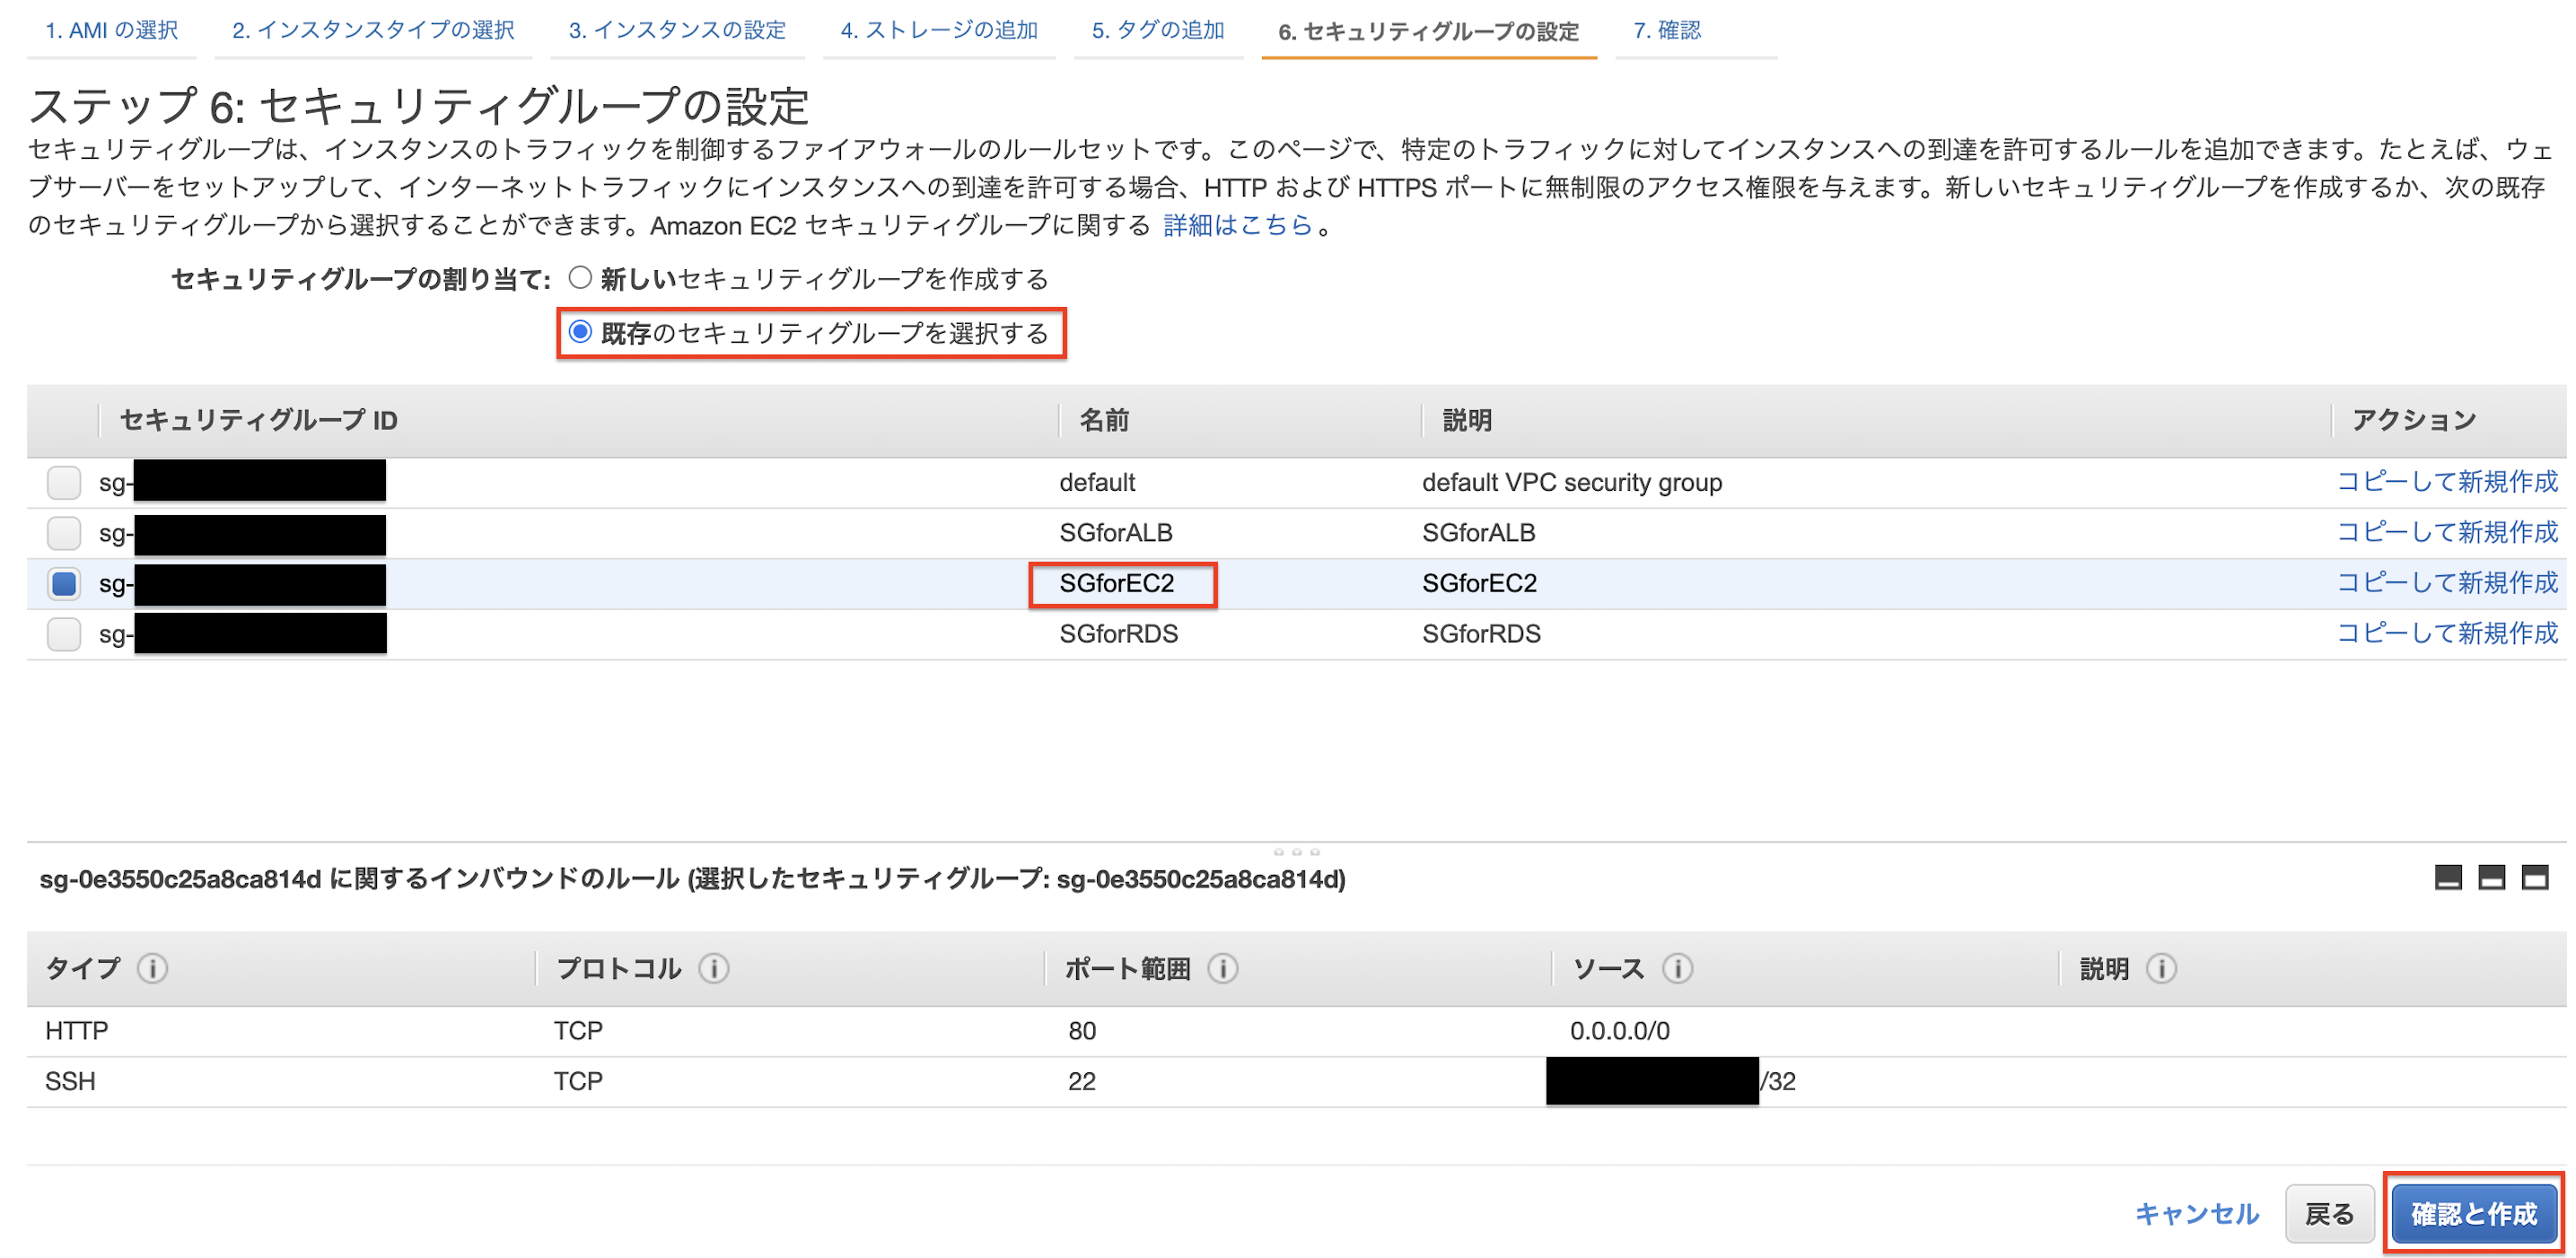 1. AMI の選択 2. インスタンスタイプの選択 3. インスタンスの設定 4. ストレージの追加 5. タグの追加 6. セキュリティグループの設定 7. 確認
ステップ 6: セキュリティグループの設定
セキュリティグループは、インスタンスのトラフィックを制御するファイアウォールのルールセットです。このページで、特定のトラフィックに対してインスタンスへの到達を許可するルールを追加できます。たとえば、ウェ
ブサーバーをセットアップして、インターネットトラフィックにインスタンスへの到達を許可する場合、HTTP および HTTPS ポートに無制限のアクセス権限を与えます。新しいセキュリティグループを作成するか、次の既存
のセキュリティグループから選択することができます。Amazon EC2 セキュリティグループに関する 詳細はこちら 。
セキュリティグループの割り当て: 新しいセキュリティグループを作成する
既存のセキュリティグループを選択する
セキュリティグループ ID 名前 説明 アクション
sg- default default VPC security group コピーして新規作成
sg- SGforALB SGforALB コピーして新規作成
sg- SGforEC2 SGforEC2 コピーして新規作成
sg- SGforRDS SGforRDS コピーして新規作成
sg-0e3550c25a8ca814d に関するインバウンドのルール (選択したセキュリティグループ: sg-0e3550c25a8ca814d)
タイプ プロトコル ポート範囲 ソース 説明
HTTP TCP 80 0.0.0.0/0
SSH TCP 22 /32
キャンセル 戻る 確認と作成